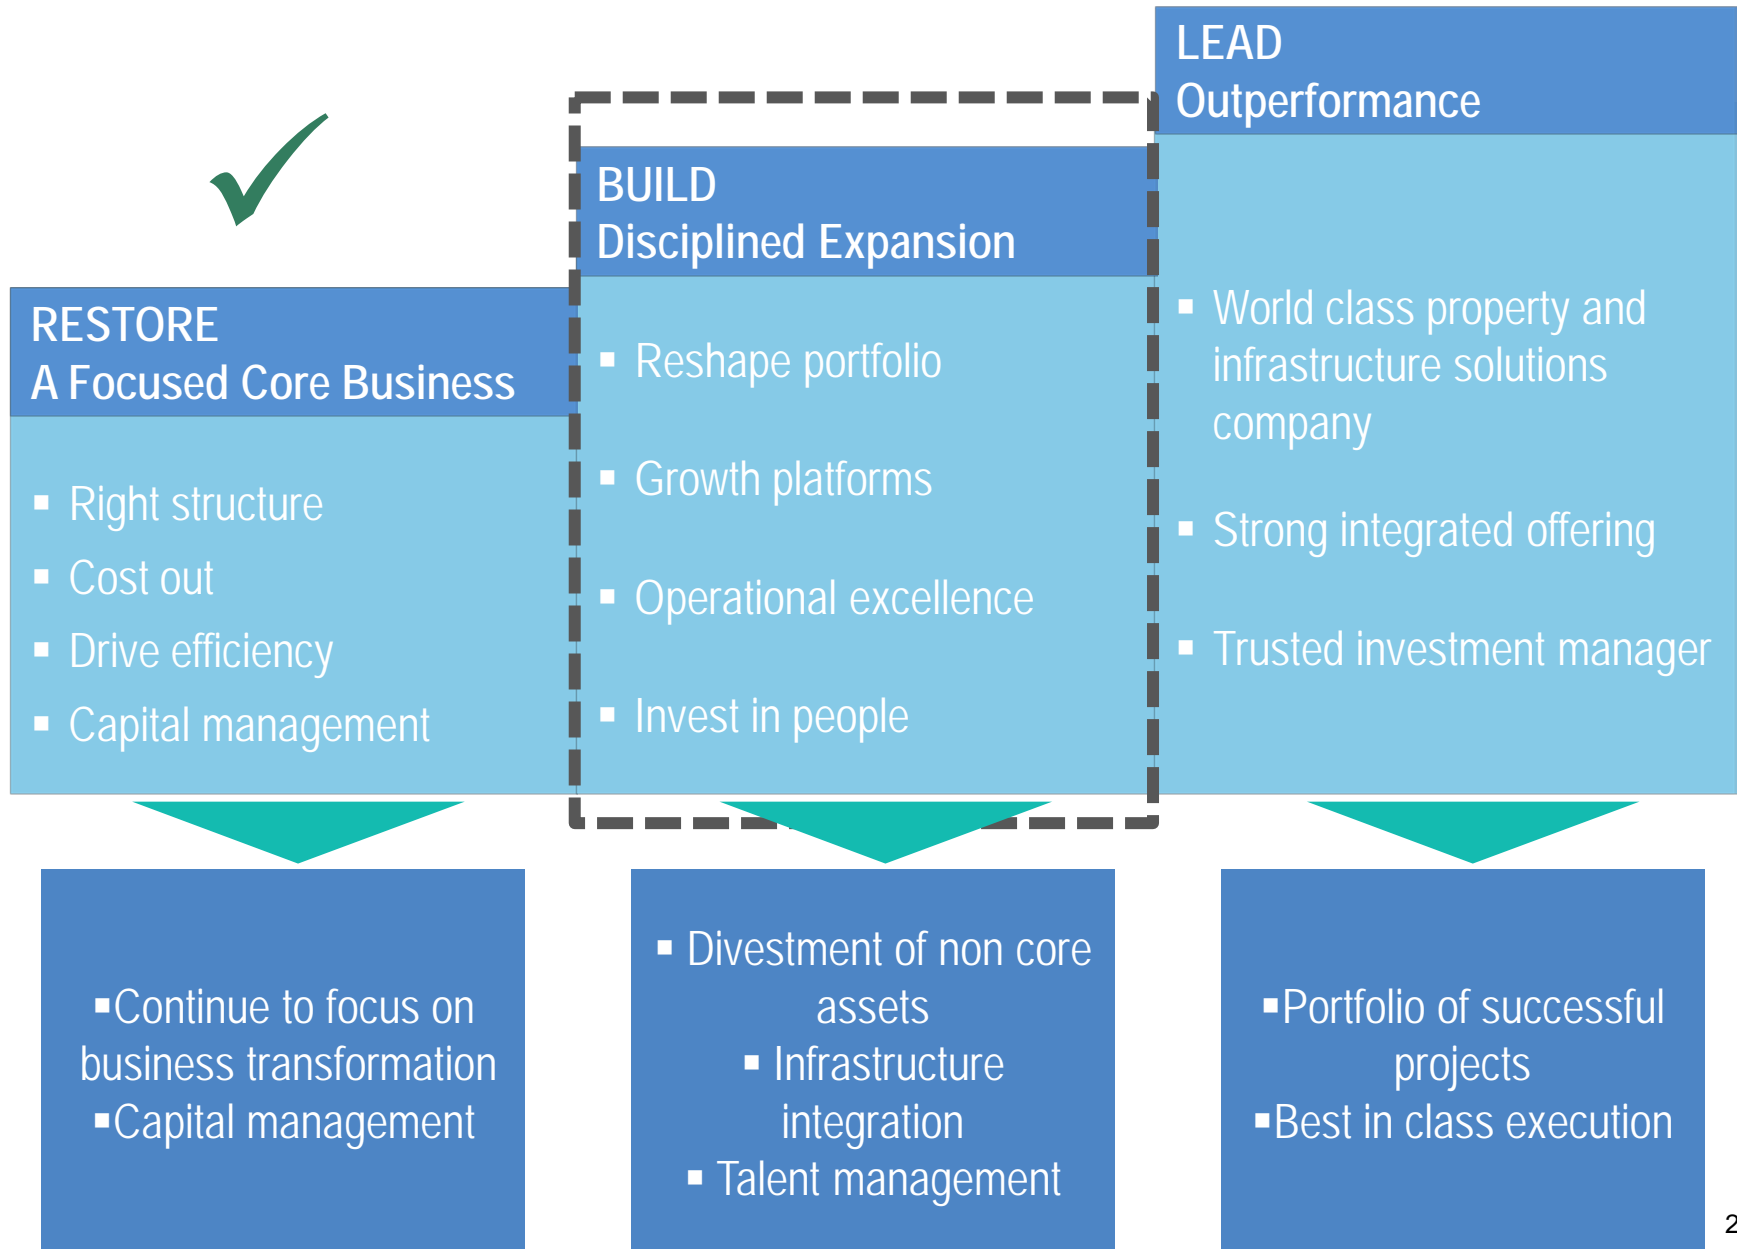 RESTORE
A Focused Core Business
▪ Right structure
▪ Cost out
▪ Drive efficiency
▪ Capital management
BUILD
Disciplined Expansion
▪ Reshape portfolio
▪ Growth platforms
▪ Operational excellence
▪ Invest in people
LEAD
Outperformance
▪ World class property and
infrastructure solutions
company
▪ Strong integrated offering
▪ Trusted investment manager
▪Continue to focus on
business transformation
▪Capital management
▪ Divestment of non core
assets
▪ Infrastructure
integration
▪ Talent management
▪Portfolio of successful
projects
▪Best in class execution
2